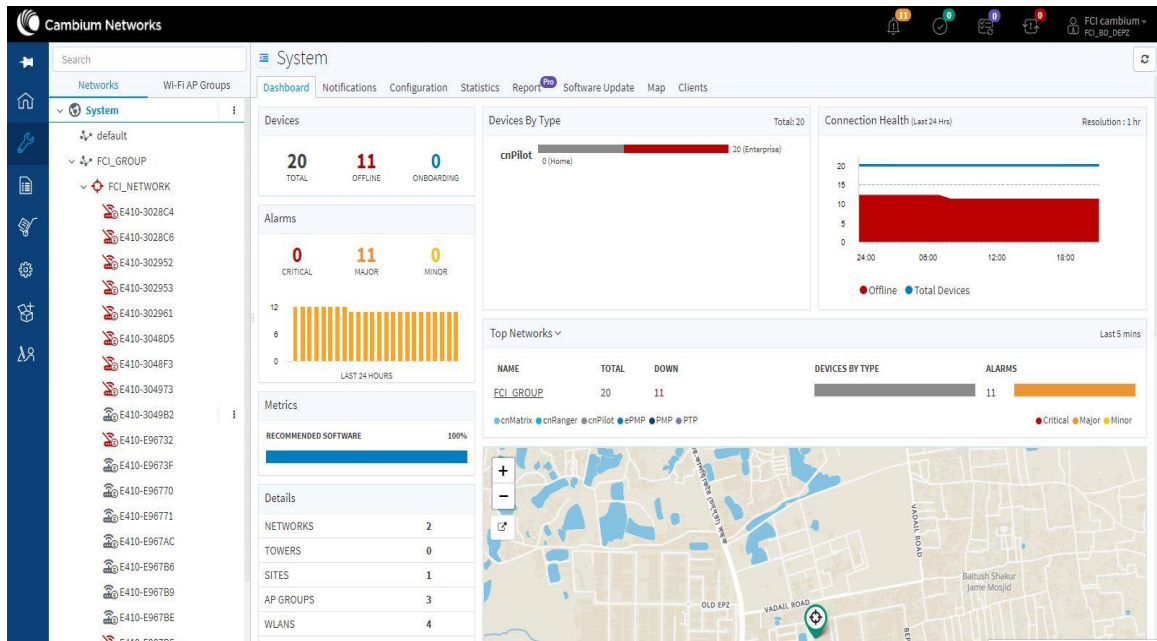 Cambium Networks
11
0
0
0
FCI cambium
FCI_BD_DEPZ
Search
Networks Wi-Fi AP Groups
System
default
FCI_GROUP
FCI_NETWORK
E410-3028C4
E410-3028C6
E410-302952
E410-302953
E410-302961
E410-3048D5
E410-3048F3
E410-304973
E410-3049B2
E410-E96732
E410-E9673F
E410-E96770
E410-E96771
E410-E967AC
E410-E967B6
E410-E967B9
E410-E967BE
System
Dashboard Notifications Configuration Statistics Report Pro Software Update Map Clients
Devices
20 11 0
TOTAL OFFLINE ONBOARDING
Alarms
0 11 0
CRITICAL MAJOR MINOR
12
6
0
LAST 24 HOURS
Metrics
RECOMMENDED SOFTWARE 100%
Details
NETWORKS 2
TOWERS 0
SITES 1
AP GROUPS 3
WLANS 4
Devices By Type Total: 20
cnPilot 0 (Home) 20 (Enterprise)
Connection Health (Last 24 Hrs) Resolution : 1 hr
20
15
10
5
0
24:00 06:00 12:00 18:00
Offline Total Devices
Top Networks Last 5 mins
NAME TOTAL DOWN DEVICES BY TYPE ALARMS
FCI_GROUP 20 11 11
cnMatrix cnRanger cnPilot ePMP PMP PTP
Critical Major Minor
+
−
VADAIL ROAD
Baitush Shakur
Jame Mosjid
OLD EPZ
VADAIL ROAD